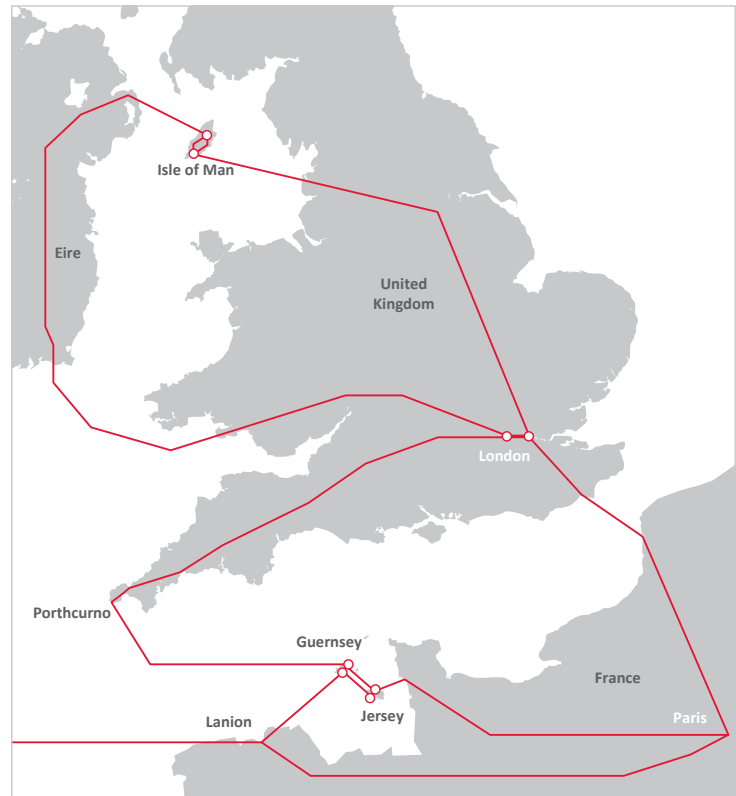 Isle of Man
Eire
United
Kingdom
London
Porthcurno
Guernsey
France
Jersey
Lanion
Paris